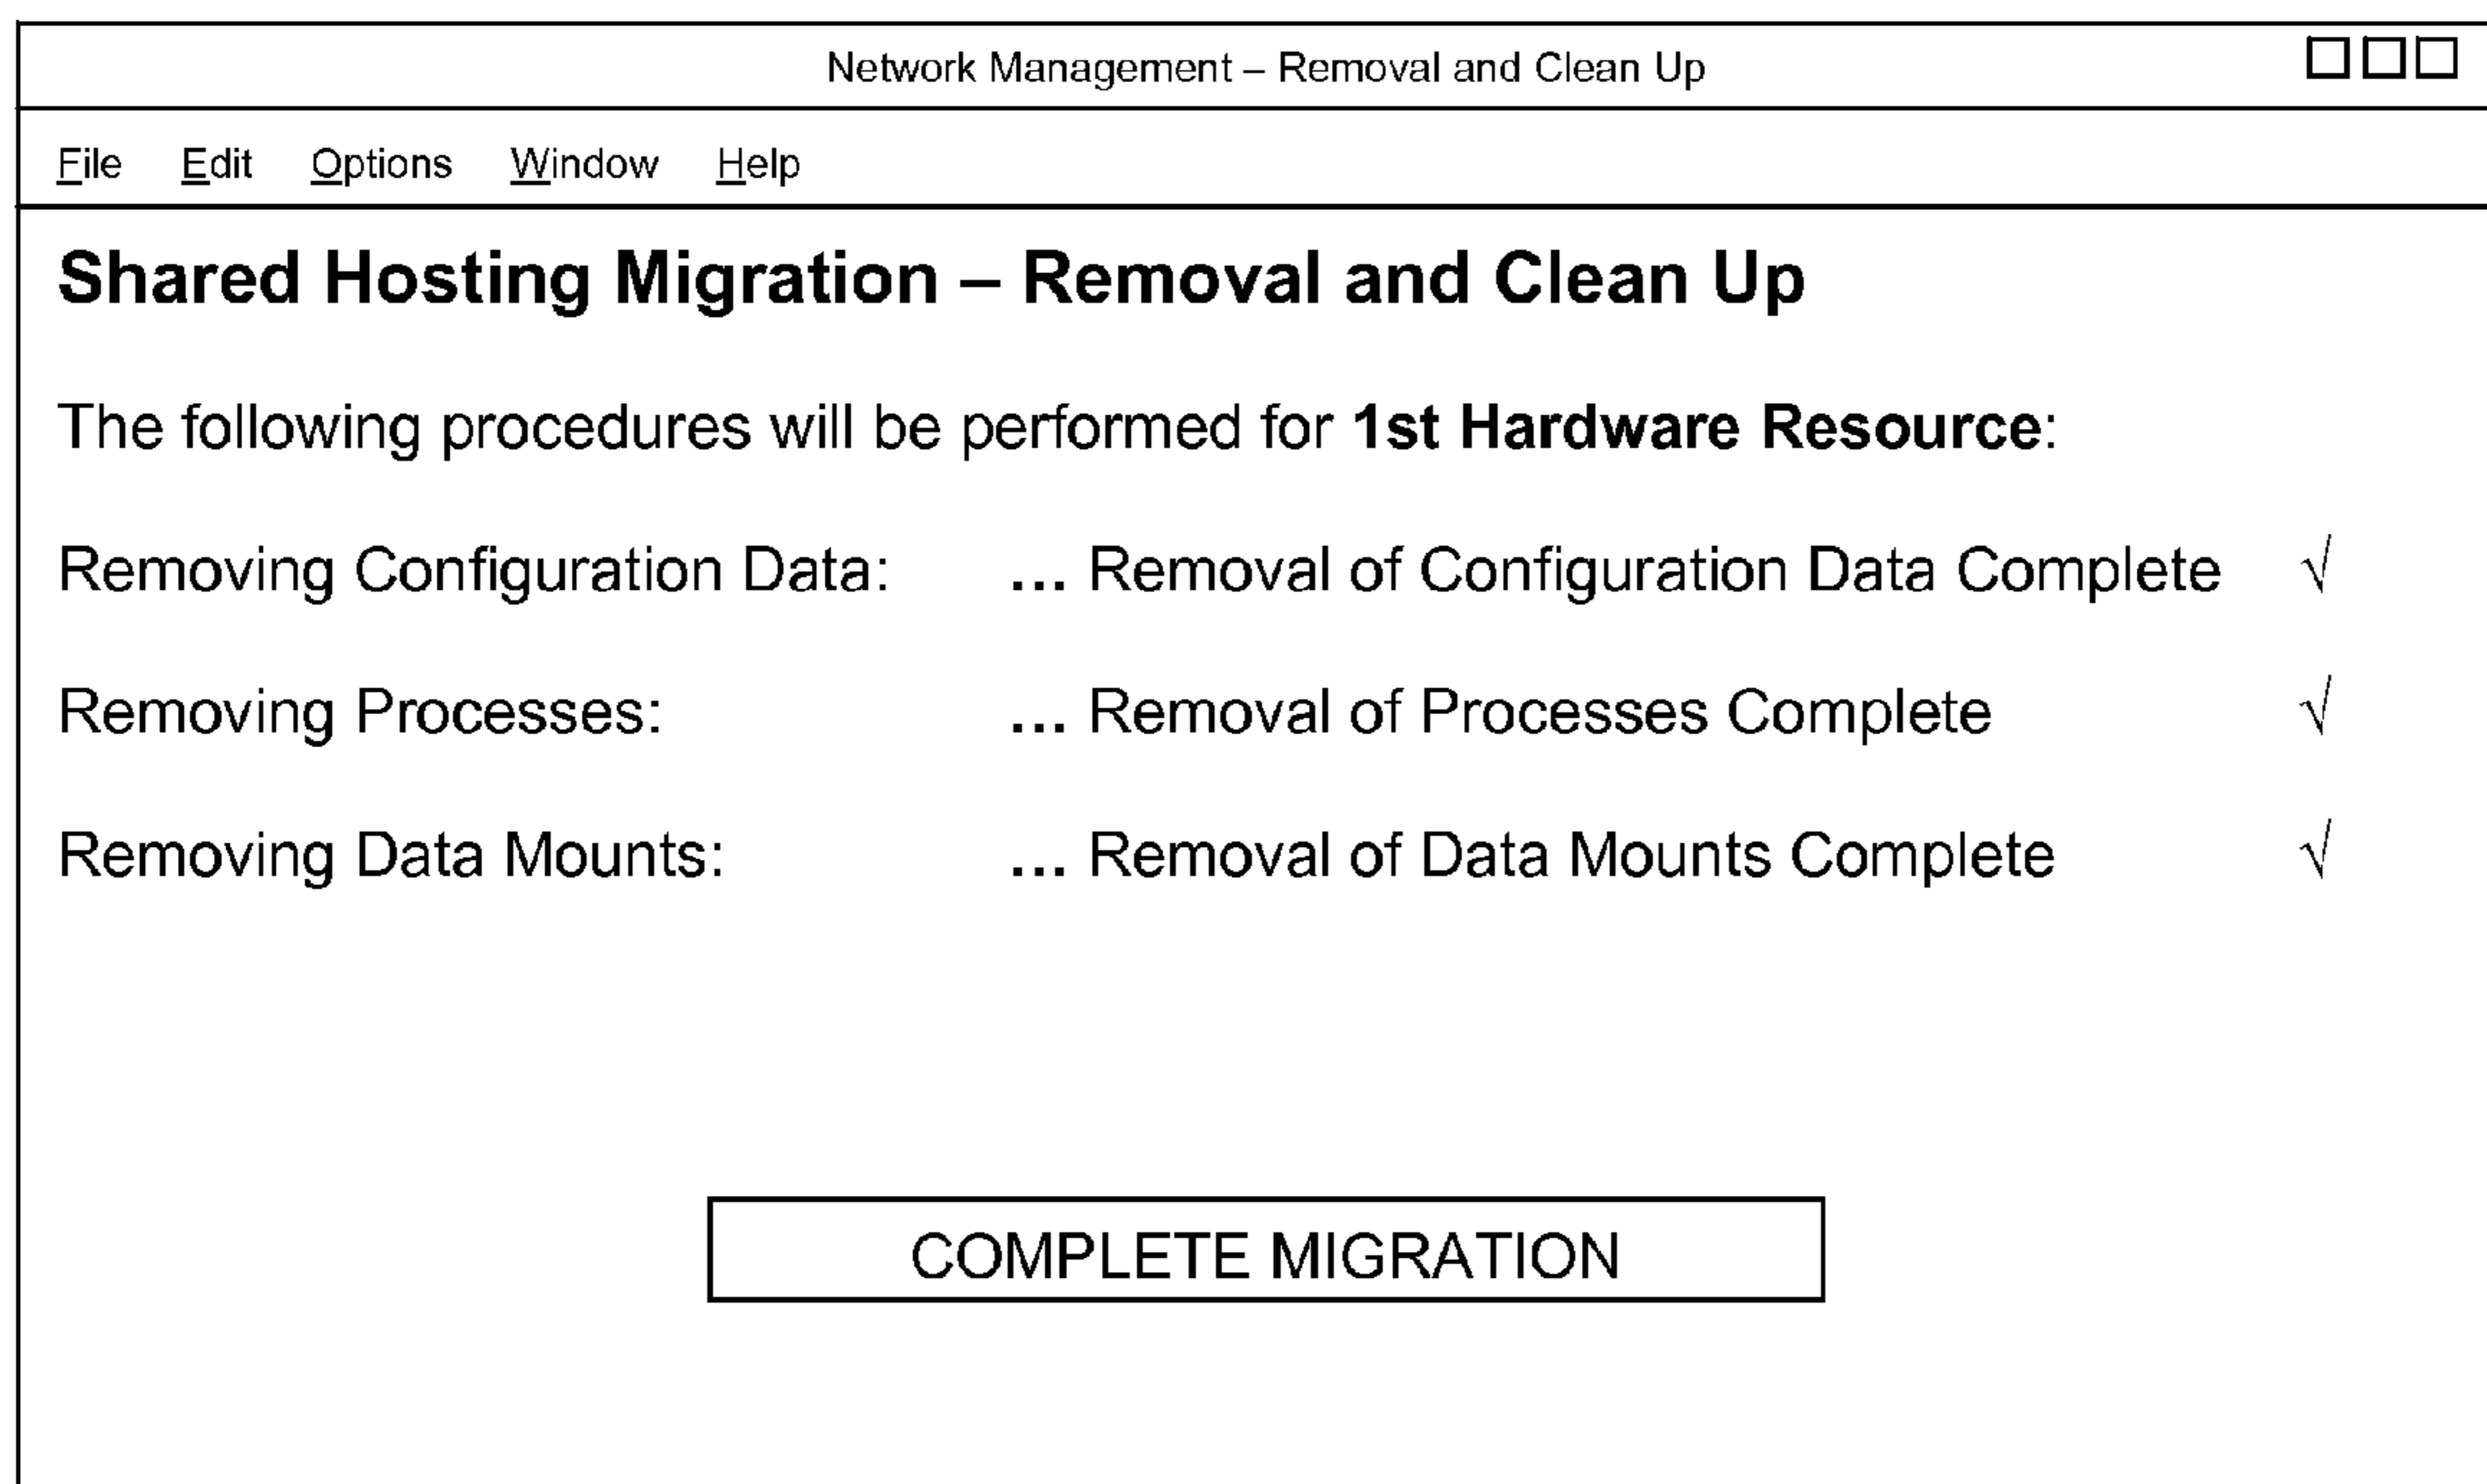 Network Management – Removal and Clean Up
File Edit Options Window Help
Shared Hosting Migration – Removal and Clean Up
The following procedures will be performed for 1st Hardware Resource:
Removing Configuration Data: ... Removal of Configuration Data Complete √
Removing Processes: ... Removal of Processes Complete √
Removing Data Mounts: ... Removal of Data Mounts Complete √
COMPLETE MIGRATION